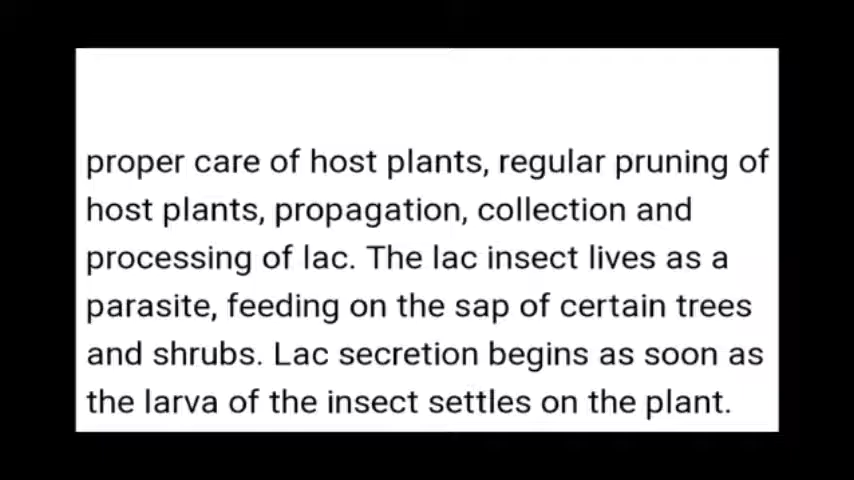 proper care of host plants, regular pruning of
host plants, propagation, collection and
processing of lac. The lac insect lives as a
parasite, feeding on the sap of certain trees
and shrubs. Lac secretion begins as soon as
the larva of the insect settles on the plant.